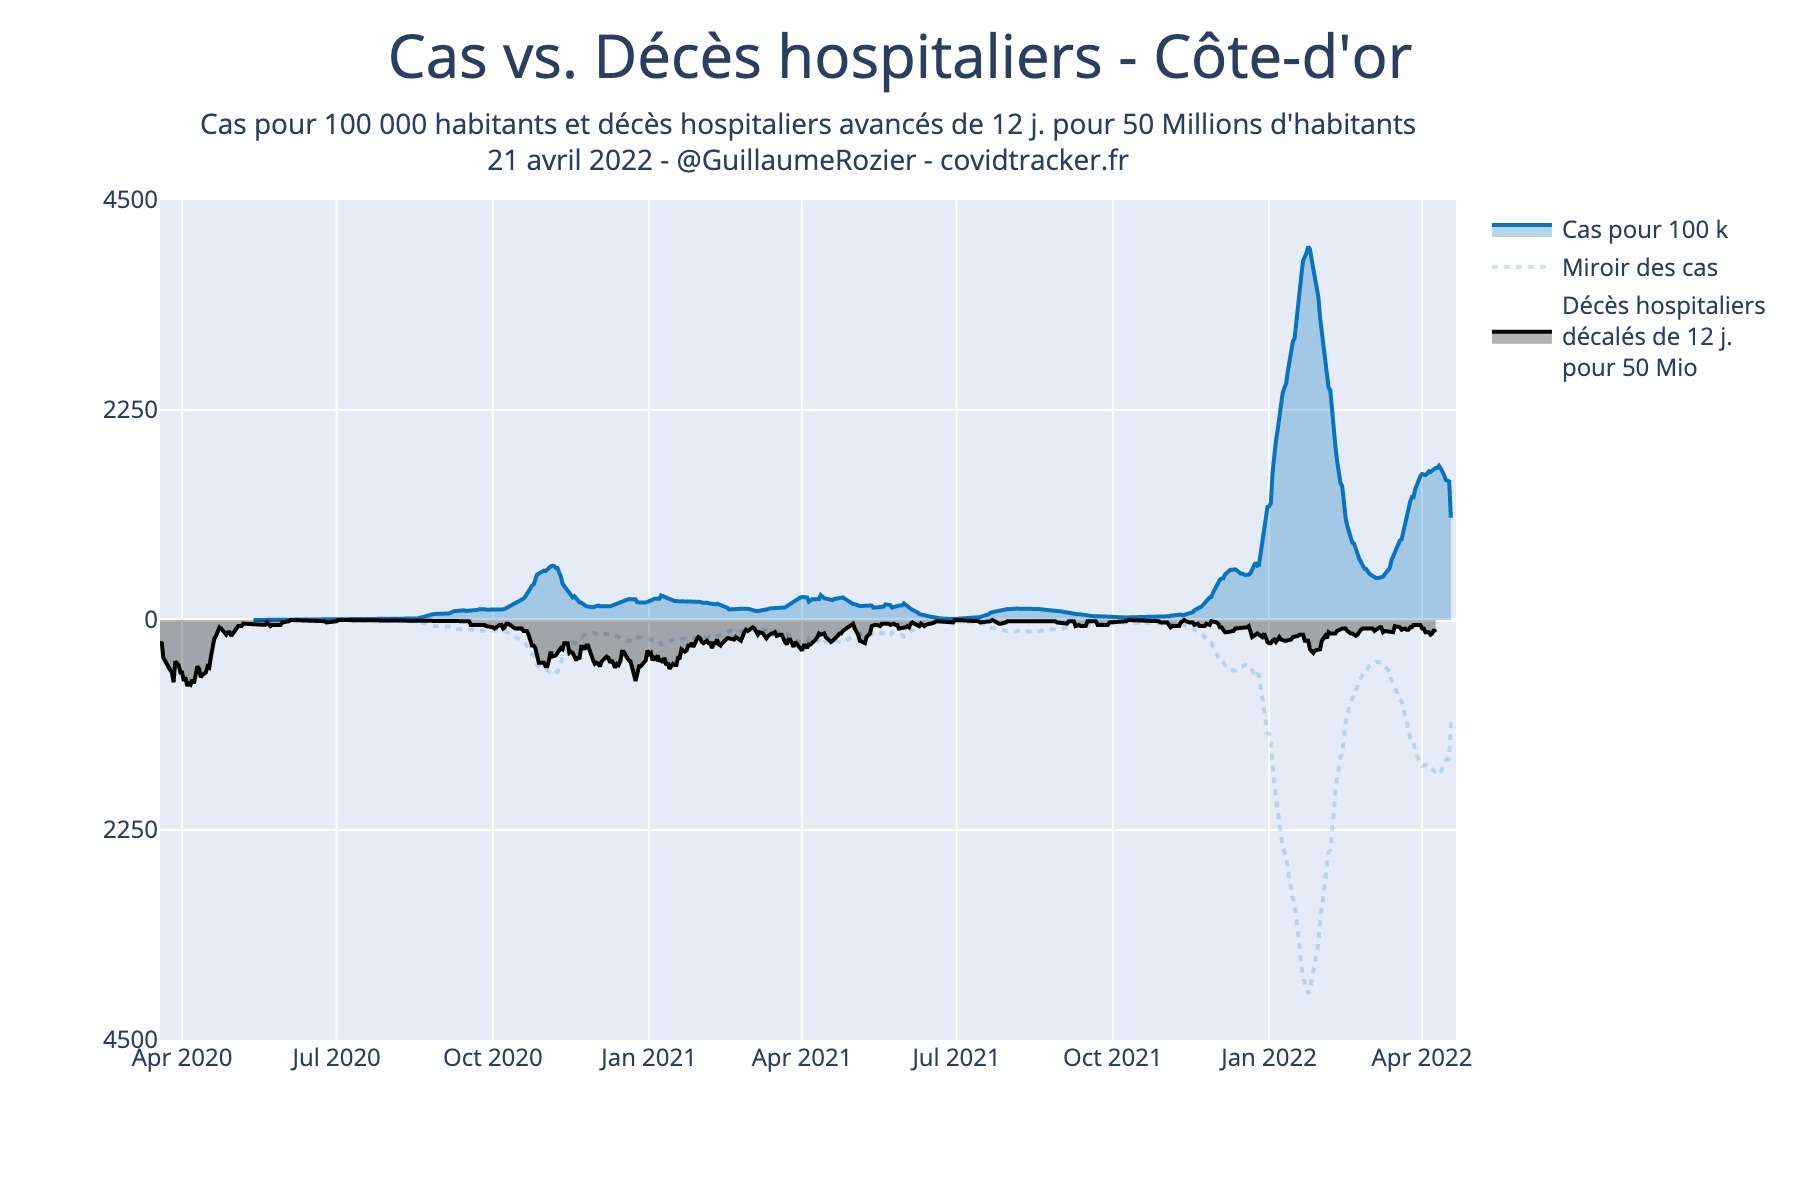 Cas vs. Décès hospitaliers - Côte-d'or
Cas pour 100 000 habitants et décès hospitaliers avancés de 12 j. pour 50 Millions d'habitants
21 avril 2022 - @GuillaumeRozier - covidtracker.fr
4500
2250
0
2250
4500
Apr 2020
Jul 2020
Oct 2020
Jan 2021
Apr 2021
Jul 2021
Oct 2021
Jan 2022
Apr 2022
Cas pour 100 k
Miroir des cas
Décès hospitaliers
décalés de 12 j.
pour 50 Mio